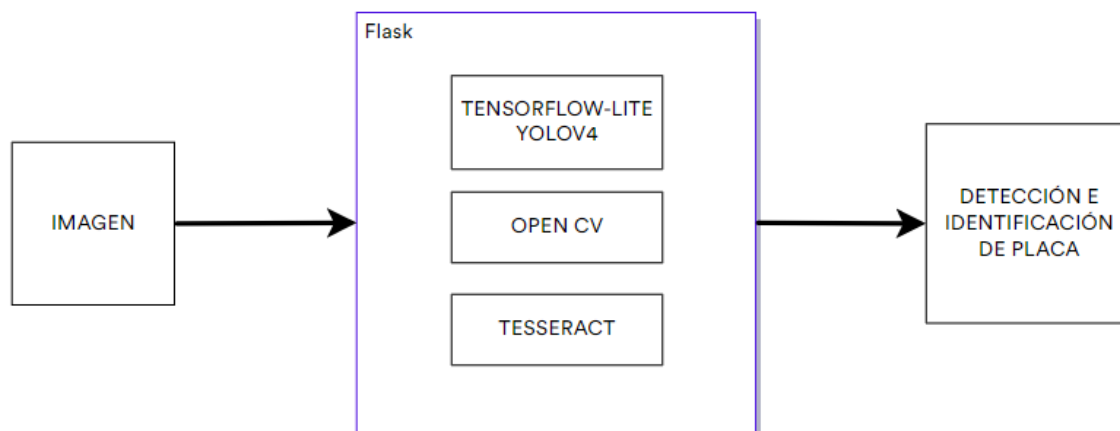 Flask
TENSORFLOW-LITE
YOLOV4
IMAGEN
OPEN CV
TESSERACT
DETECCIÓN E
IDENTIFICACIÓN
DE PLACA